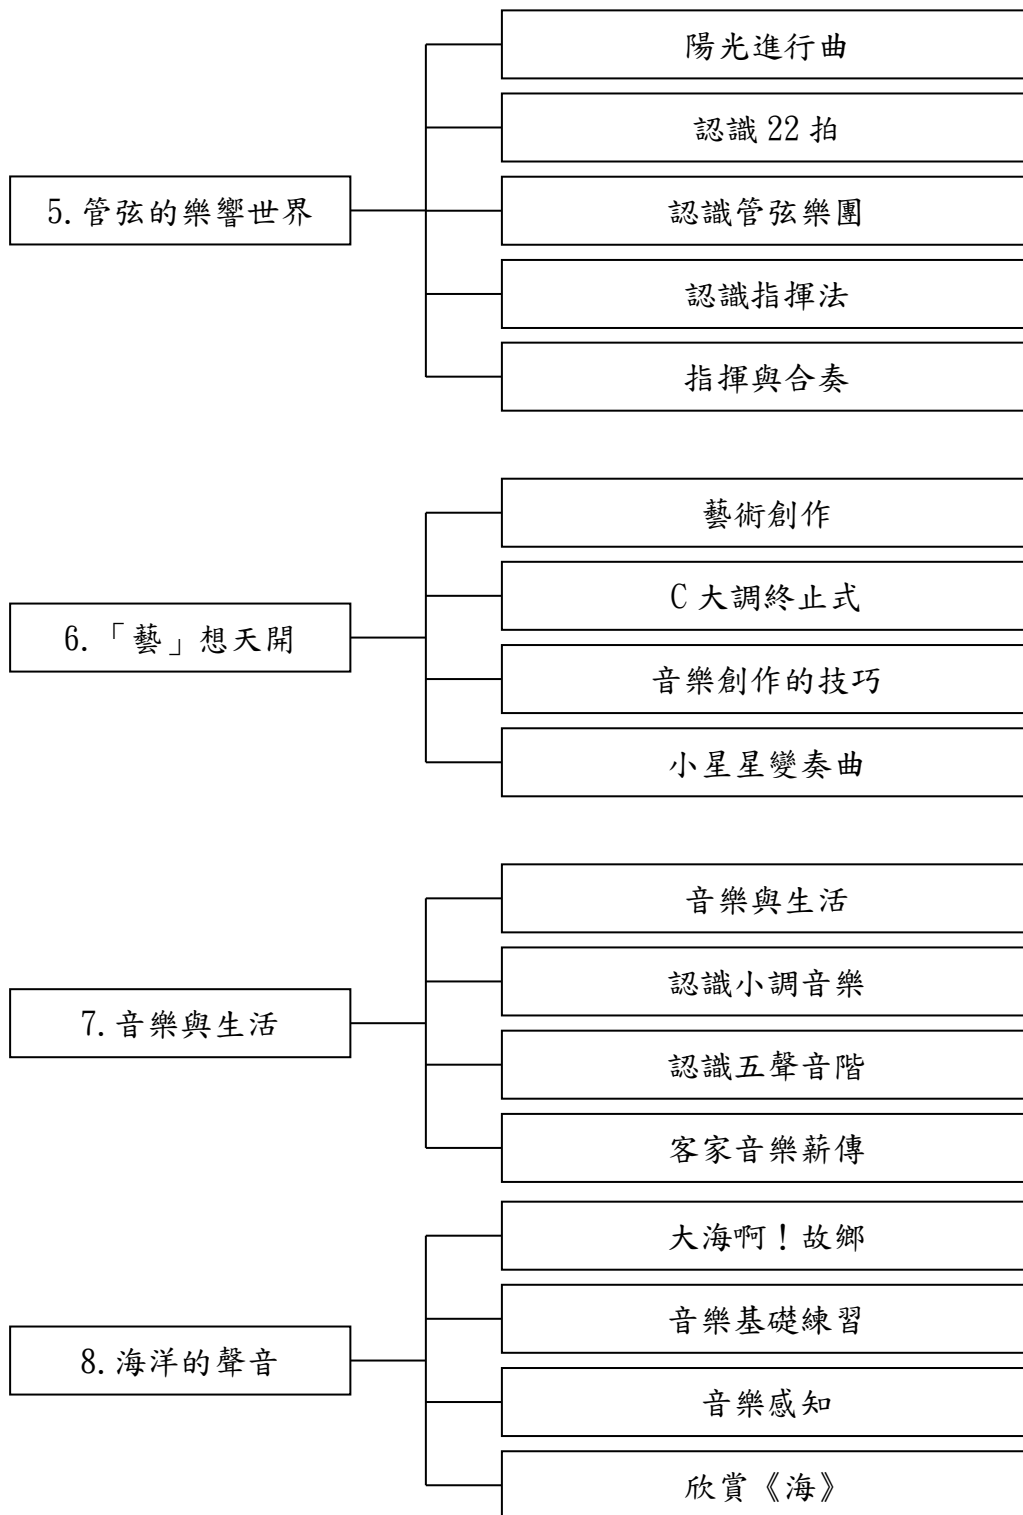 5.管弦的樂響世界
陽光進行曲
認識 22 拍
認識管弦樂團
認識指揮法
指揮與合奏
6.「藝」想天開
藝術創作
C 大調終止式
音樂創作的技巧
小星星變奏曲
7.音樂與生活
音樂與生活
認識小調音樂
認識五聲音階
客家音樂薪傳
8.海洋的聲音
大海啊！故鄉
音樂基礎練習
音樂感知
欣賞《海》